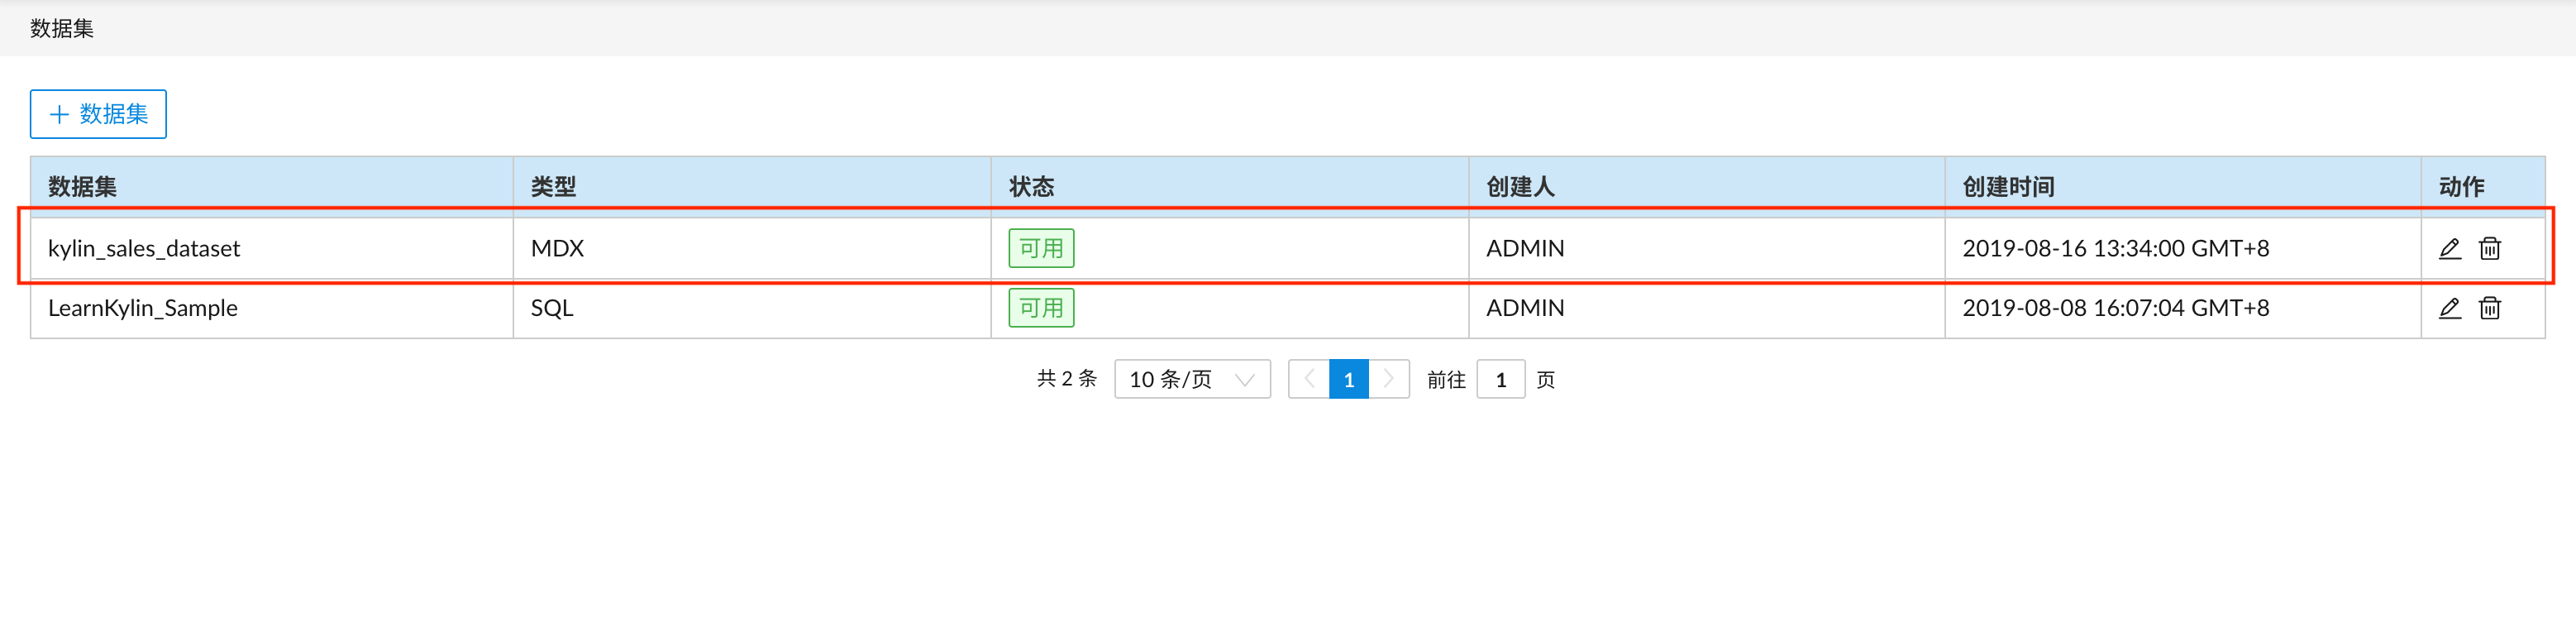 数据集
+ 数据集
数据集 类型 状态 创建人 创建时间 动作
kylin_sales_dataset MDX 可用 ADMIN 2019-08-16 13:34:00 GMT+8
LearnKylin_Sample SQL 可用 ADMIN 2019-08-08 16:07:04 GMT+8
共 2 条 10 条/页 1 前往 1 页